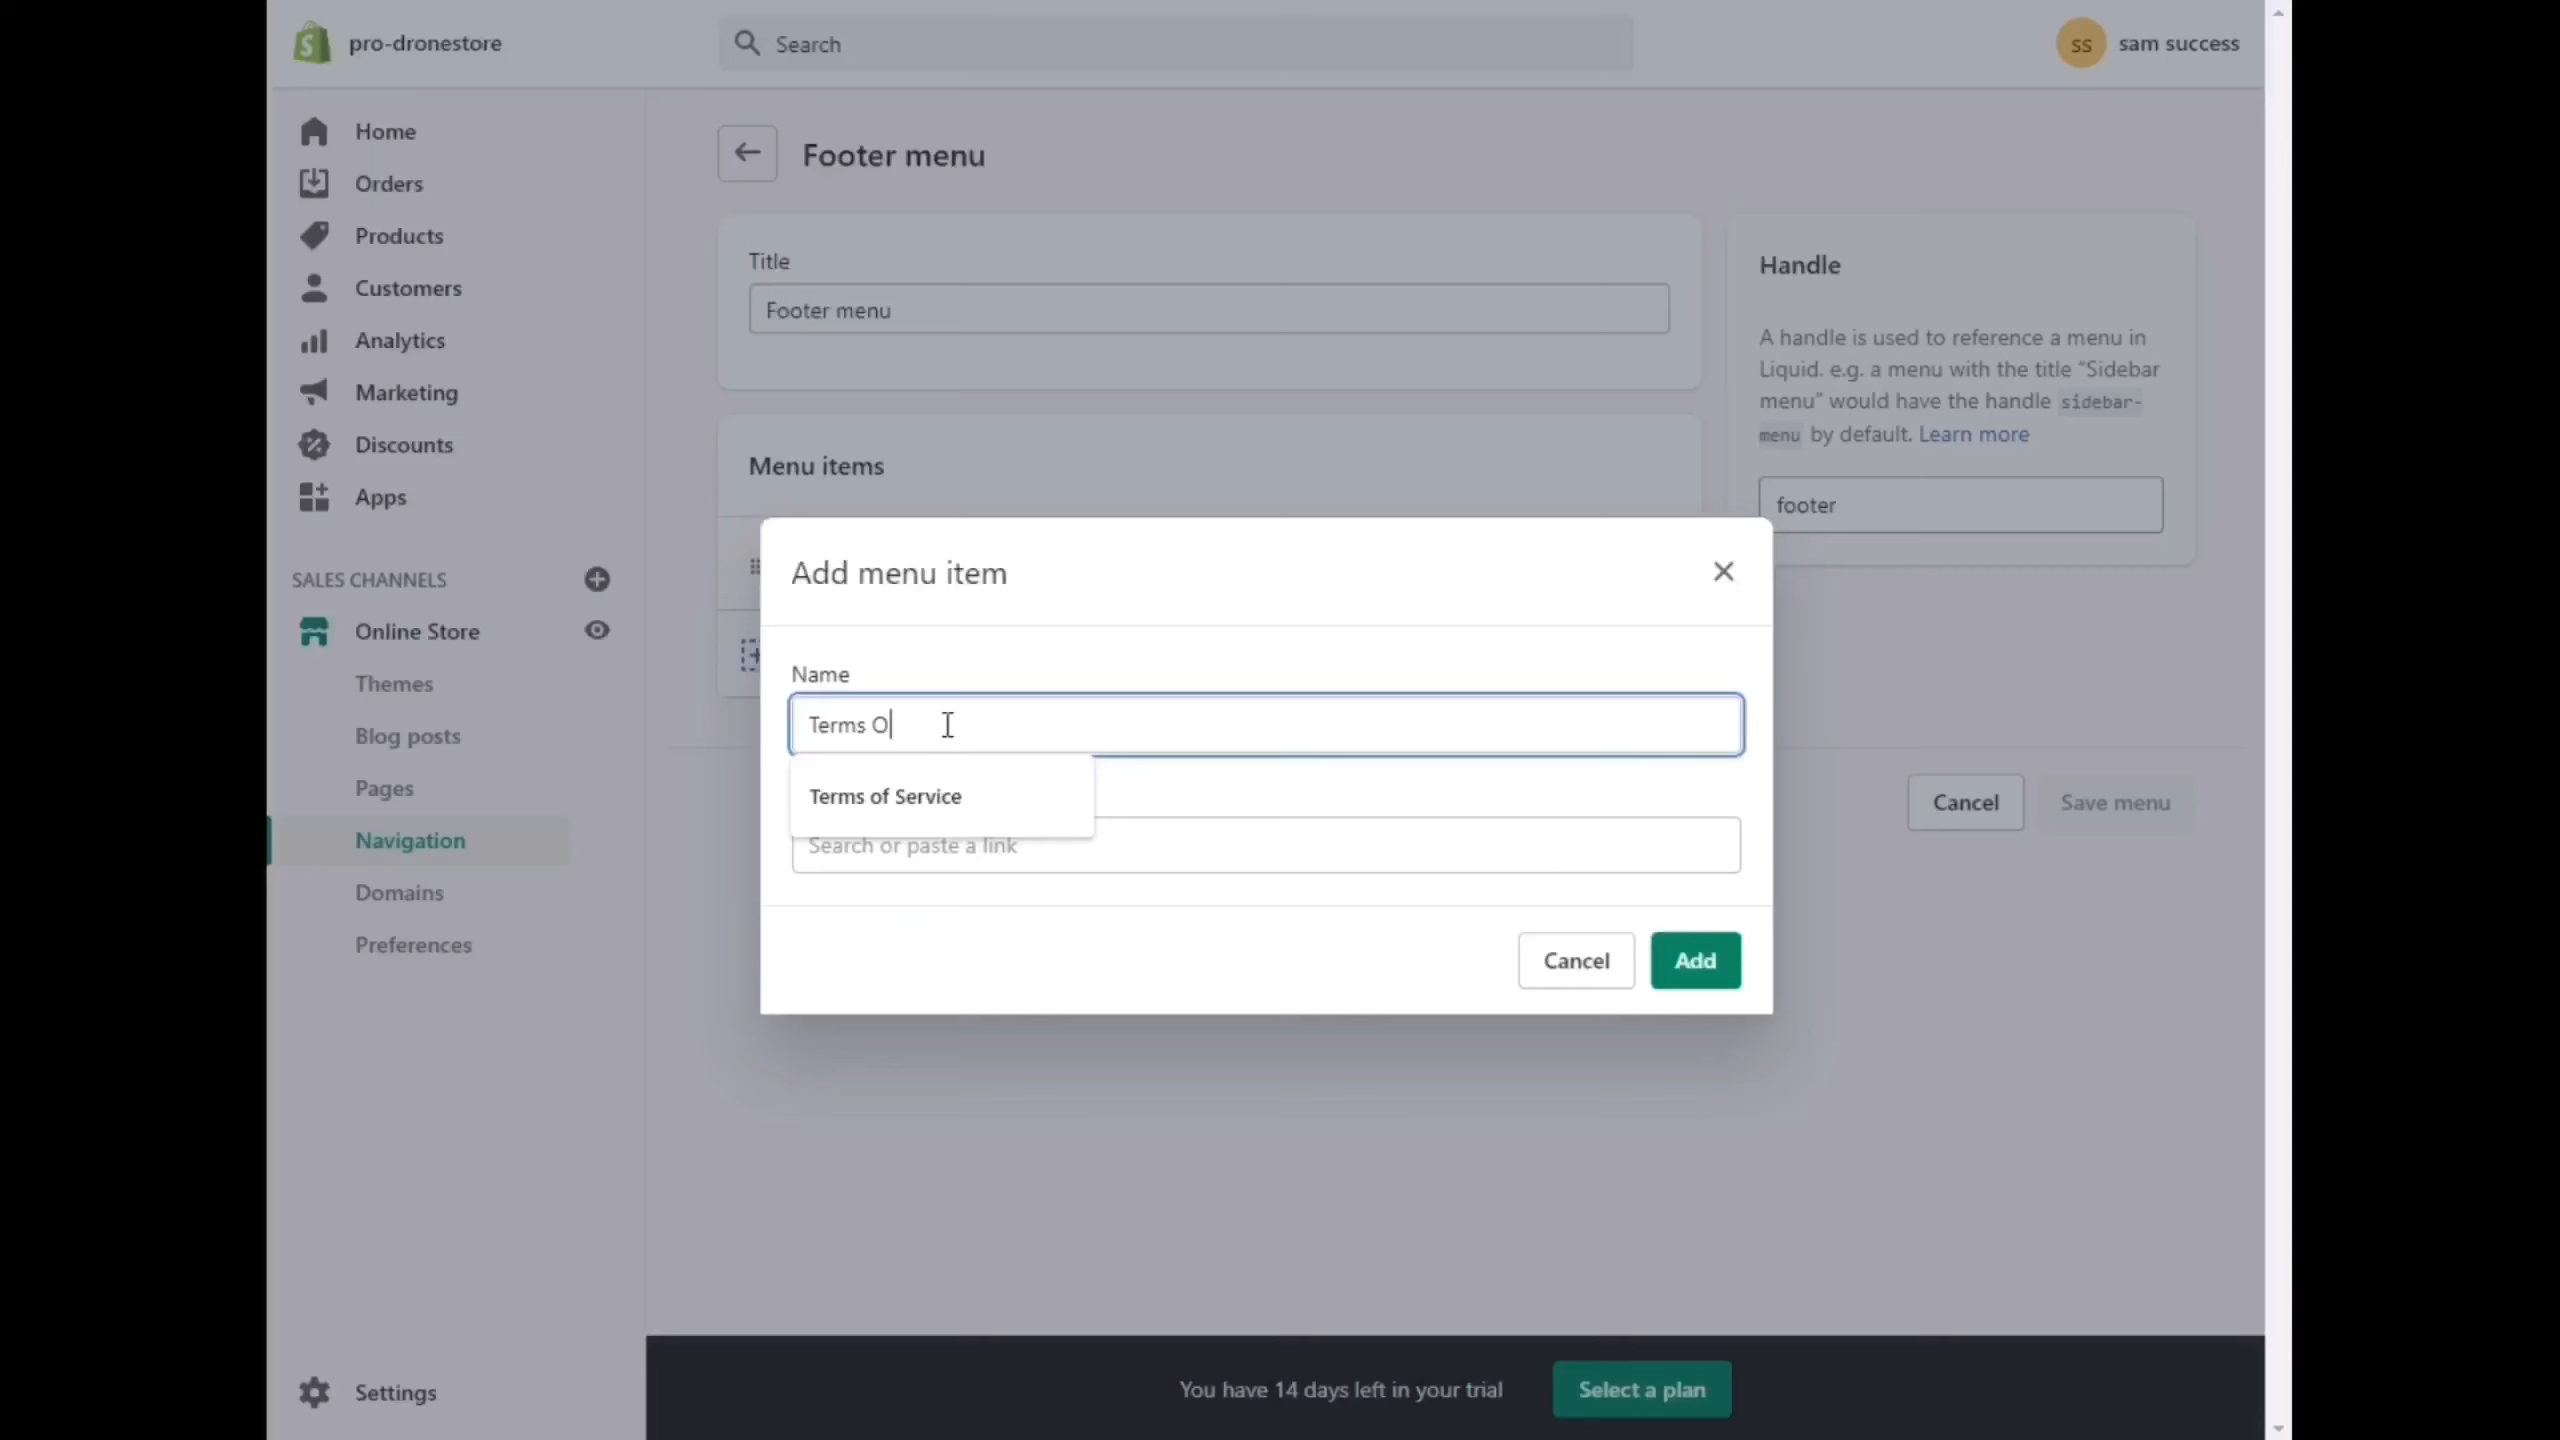 pro-dronestore
Search
SS sam success
Home
Orders
Products
Customers
Analytics
Marketing
Discounts
Apps
SALES CHANNELS
Online Store
Themes
Blog posts
Pages
Navigation
Domains
Preferences
Settings
Footer menu
Title
Footer menu
Menu items
Handle
A handle is used to reference a menu in
Liquid. e.g. a menu with the title “Sidebar
menu” would have the handle sidebar-
menu by default. Learn more
footer
Add menu item
Name
Terms O
Terms of Service
Search or paste a link
Cancel
Add
Cancel
Save menu
You have 14 days left in your trial
Select a plan